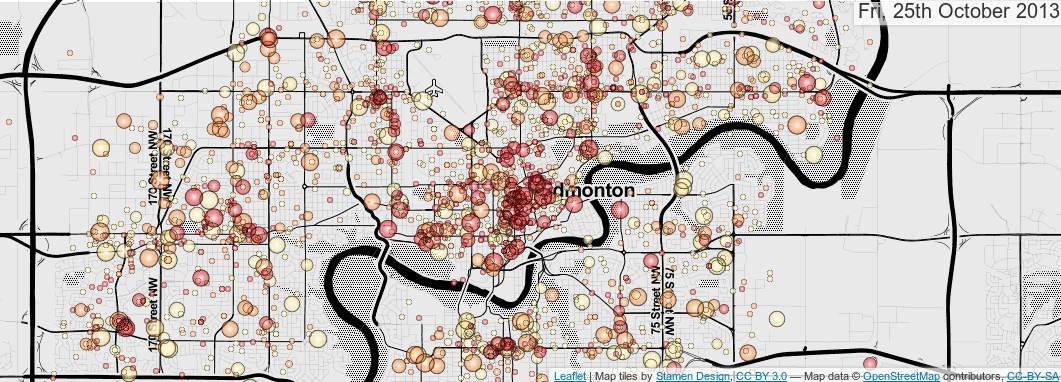 Fri, 25th October 2013
170 Street NW
dmonton
170 Street NW
75 Street NW
75 Street NW
Leaflet | Map tiles by Stamen Design, CC BY 3.0 — Map data © OpenStreetMap contributors, CC-BY-SA